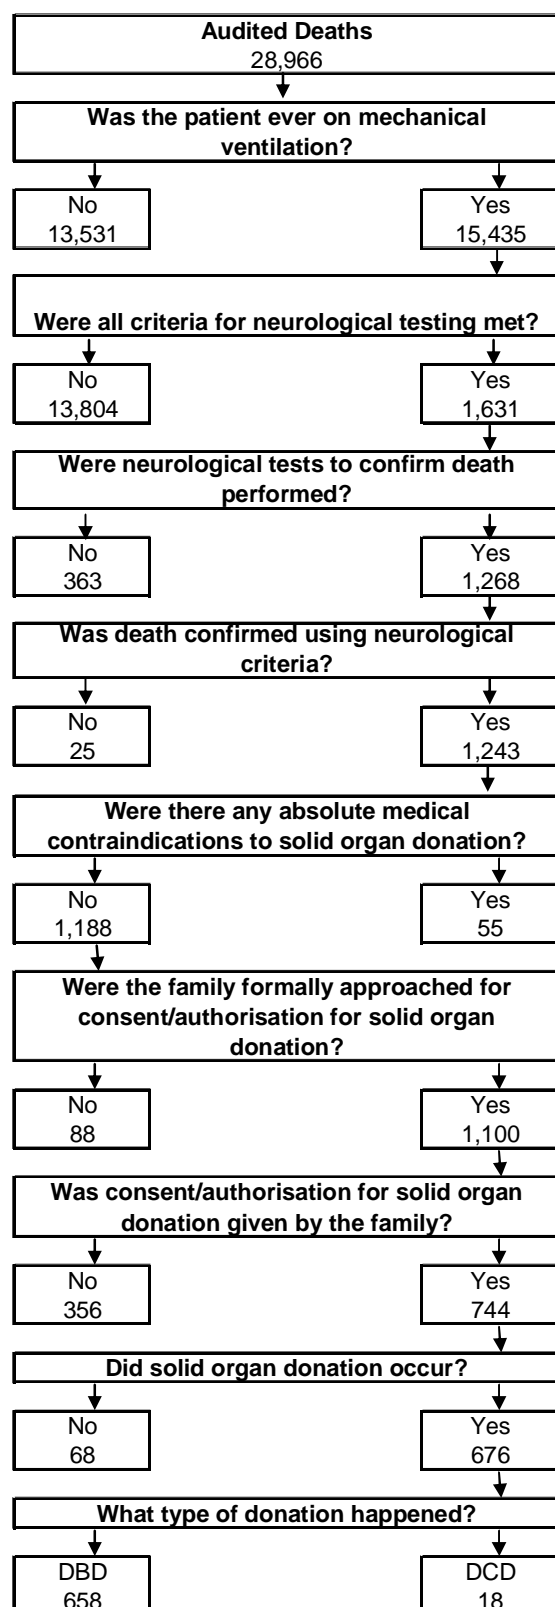 Audited Deaths
28,966
Was the patient ever on mechanical
ventilation?
No
13,531
Yes
15,435
Were all criteria for neurological testing met?
No
13,804
Yes
1,631
Were neurological tests to confirm death
performed?
No
363
Yes
1,268
Was death confirmed using neurological
criteria?
No
25
Yes
1,243
Were there any absolute medical
contraindications to solid organ donation?
No
1,188
Yes
55
Were the family formally approached for
consent/authorisation for solid organ
donation?
No
88
Yes
1,100
Was consent/authorisation for solid organ
donation given by the family?
No
356
Yes
744
Did solid organ donation occur?
No
68
Yes
676
What type of donation happened?
DBD
658
DCD
18